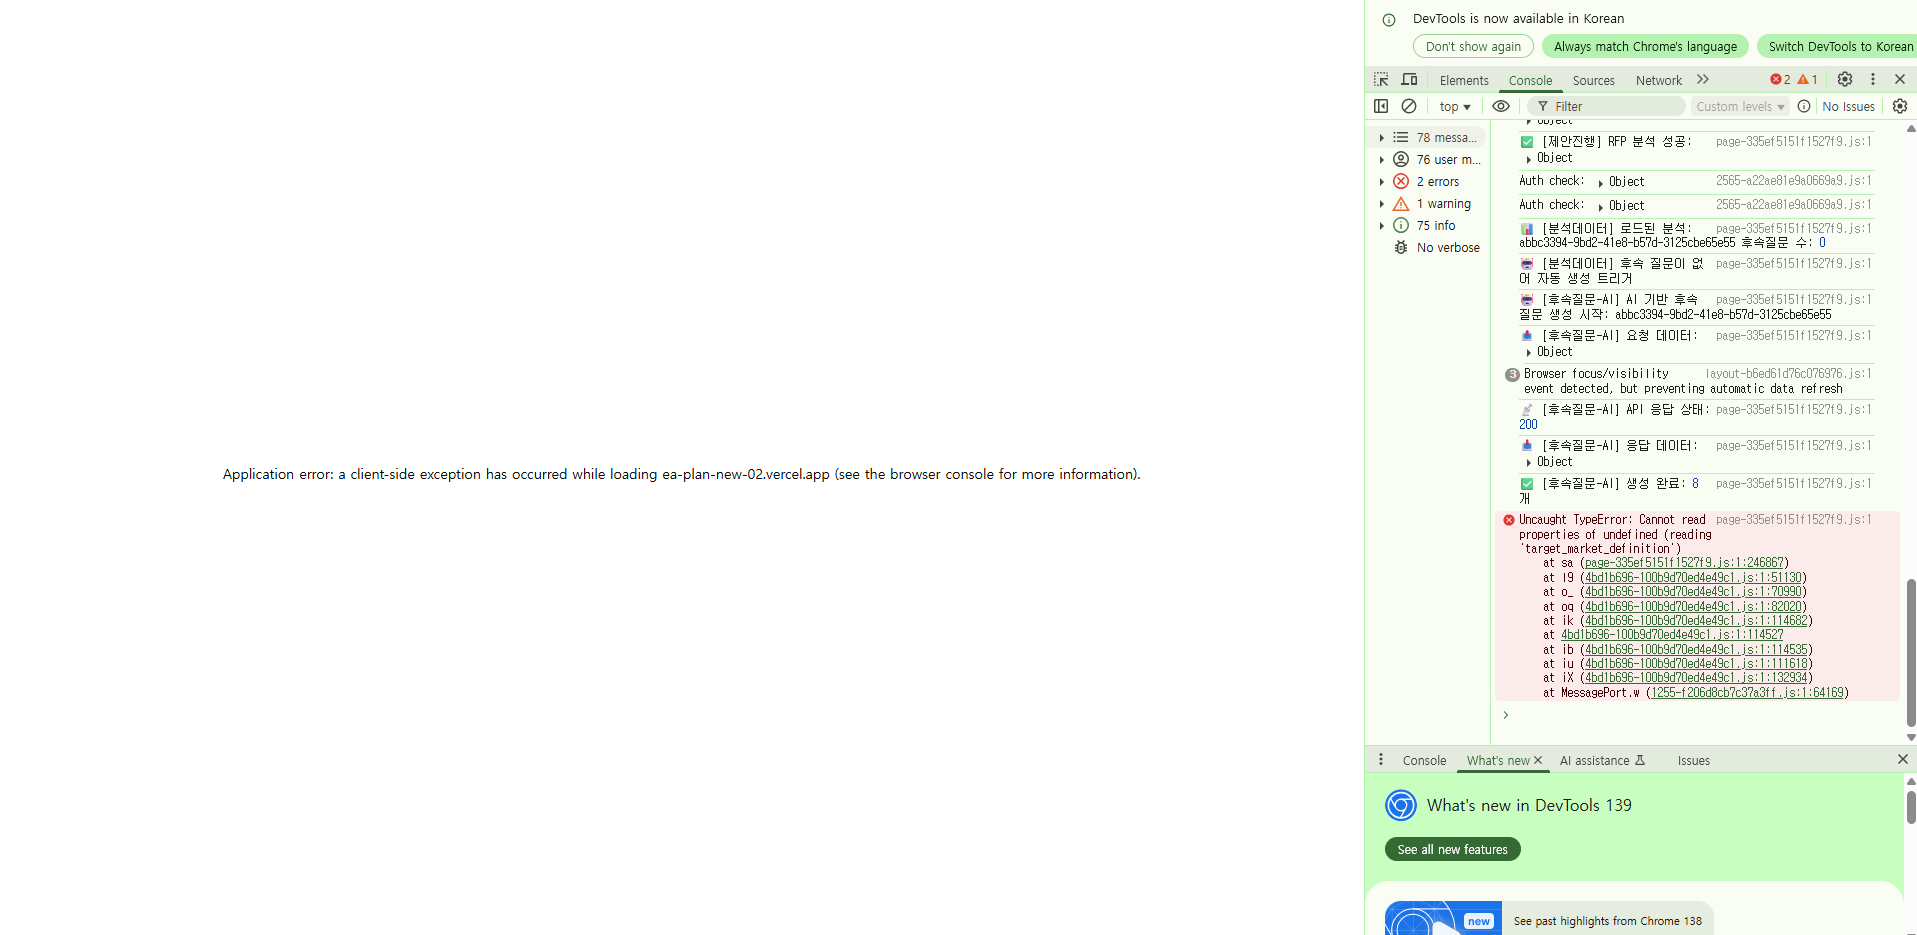 Application error: a client-side exception has occurred while loading ea-plan-new-02.vercel.app (see the browser console for more information).
DevTools is now available in Korean
Don't show again
Always match Chrome's language
Switch DevTools to Korean
Elements
Console
Sources
Network
2
1
top
Filter
Custom levels
No Issues
78 messa...
76 user m...
2 errors
1 warning
75 info
No verbose
Object
✅ [제안진행] RFP 분석 성공: page-335ef5151f1527f9.js:1
Object
Auth check: Object 2565-a22ae81e9a0669a9.js:1
Auth check: Object 2565-a22ae81e9a0669a9.js:1
📊 [분석데이터] 로드된 분석: page-335ef5151f1527f9.js:1
abbc3394-9bd2-41e8-b57d-3125cbe65e55 후속질문 수: 0
🤖 [분석데이터] 후속 질문이 없 page-335ef5151f1527f9.js:1
어 자동 생성 트리거
🤖 [후속질문-AI] AI 기반 후속 page-335ef5151f1527f9.js:1
질문 생성 시작: abbc3394-9bd2-41e8-b57d-3125cbe65e55
📤 [후속질문-AI] 요청 데이터: page-335ef5151f1527f9.js:1
Object
3 Browser focus/visibility layout-b6ed61d76c076976.js:1
event detected, but preventing automatic data refresh
📡 [후속질문-AI] API 응답 상태: page-335ef5151f1527f9.js:1
200
📥 [후속질문-AI] 응답 데이터: page-335ef5151f1527f9.js:1
Object
✅ [후속질문-AI] 생성 완료: 8 page-335ef5151f1527f9.js:1
개
Uncaught TypeError: Cannot read page-335ef5151f1527f9.js:1
properties of undefined (reading
'target_market_definition')
at sa (page-335ef5151f1527f9.js:1:246867)
at l9 (4bd1b696-100b9d70ed4e49c1.js:1:51130)
at o_ (4bd1b696-100b9d70ed4e49c1.js:1:70990)
at oq (4bd1b696-100b9d70ed4e49c1.js:1:82020)
at ik (4bd1b696-100b9d70ed4e49c1.js:1:114682)
at 4bd1b696-100b9d70ed4e49c1.js:1:114527
at ib (4bd1b696-100b9d70ed4e49c1.js:1:114535)
at iu (4bd1b696-100b9d70ed4e49c1.js:1:111618)
at iX (4bd1b696-100b9d70ed4e49c1.js:1:132934)
at MessagePort.w (1255-f206d8cb7c37a3ff.js:1:64169)
Console
What's new
AI assistance
Issues
What's new in DevTools 139
See all new features
new
See past highlights from Chrome 138